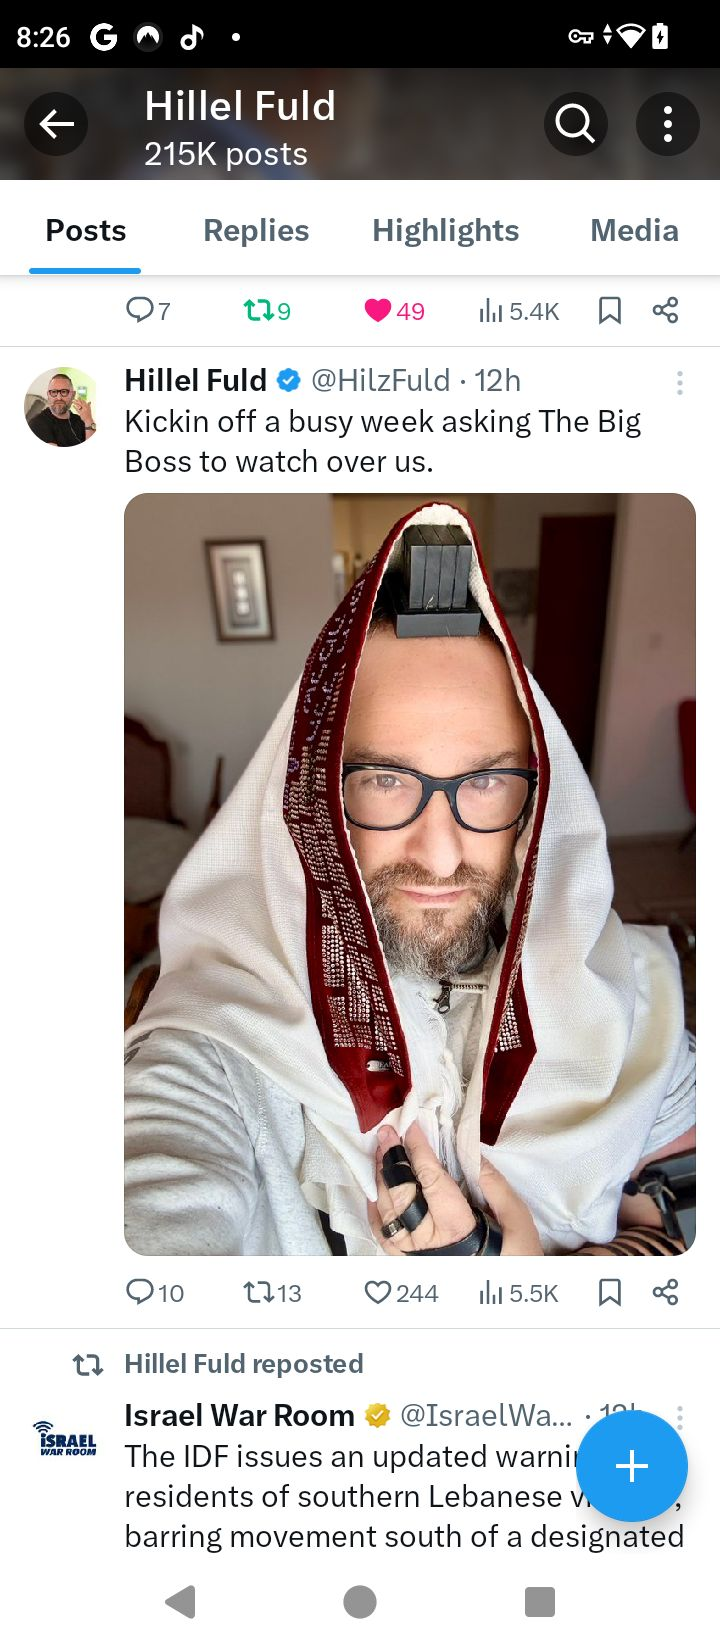 8:26
Hillel Fuld
215K posts
Posts Replies Highlights Media
7 9 49 5.4K
Hillel Fuld @HilzFuld · 12h
Kickin off a busy week asking The Big
Boss to watch over us.
10 13 244 5.5K
Hillel Fuld reposted
Israel War Room @IsraelWa... ·
ISRAEL
WAR ROOM
The IDF issues an updated
residents of southern Lebanese
barring movement south of a designated